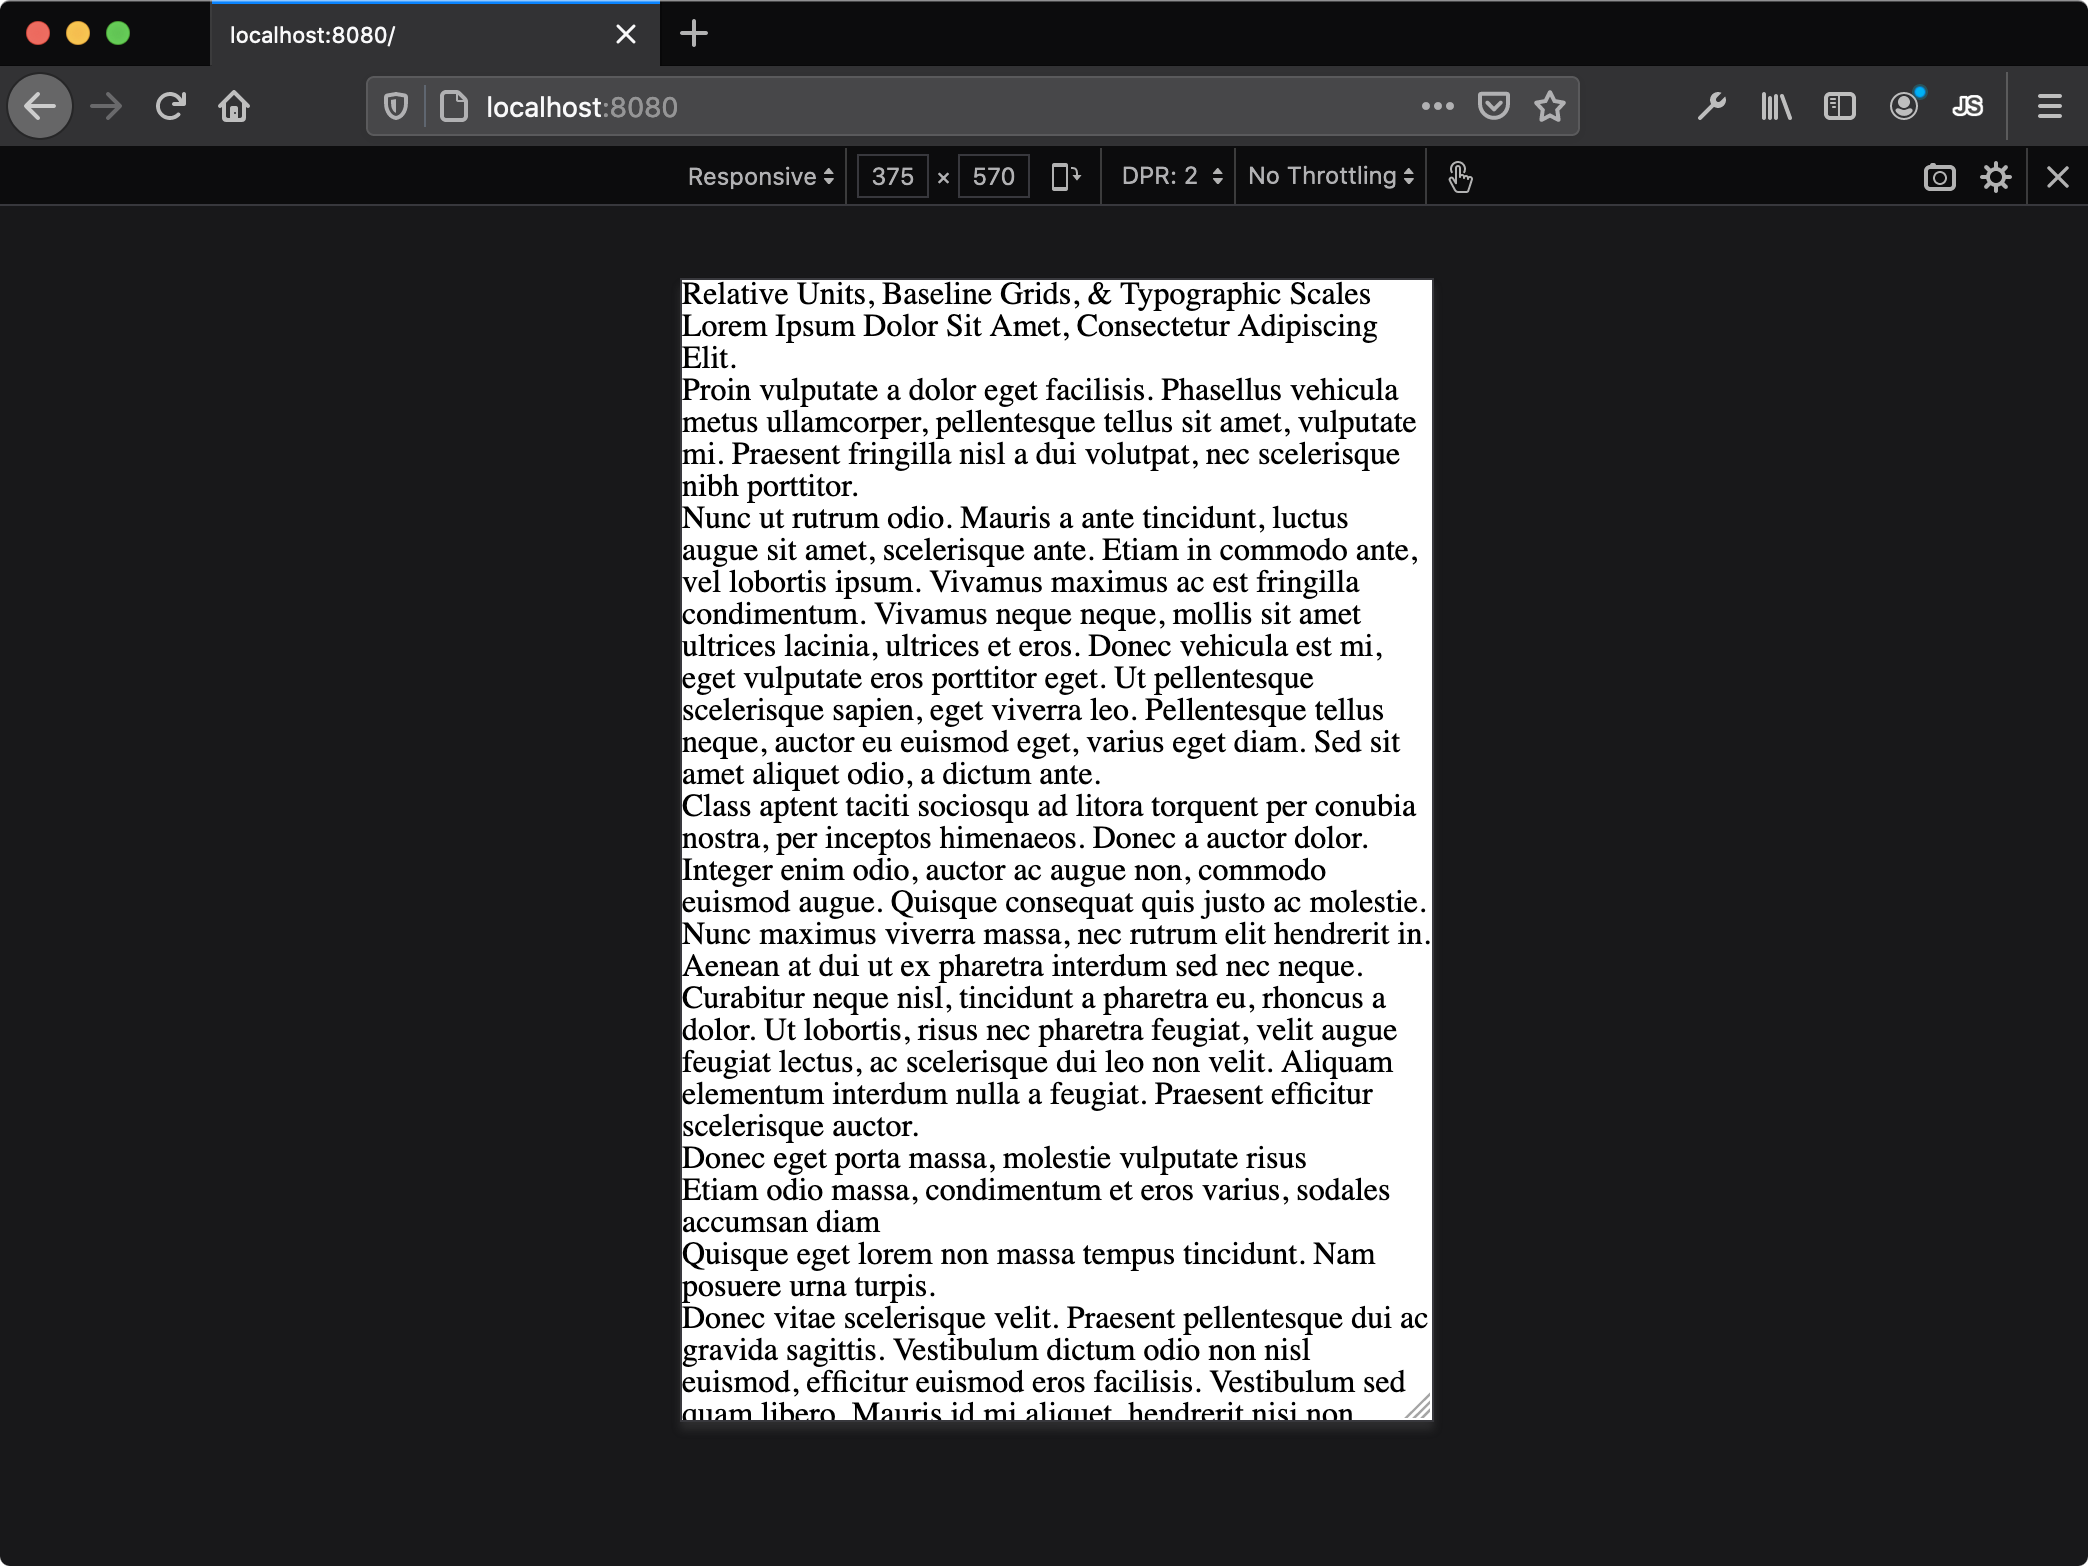 localhost:8080/
localhost:8080
JS
Responsive 375 × 570 DPR: 2 No Throttling
Relative Units, Baseline Grids, & Typographic Scales
Lorem Ipsum Dolor Sit Amet, Consectetur Adipiscing
Elit.
Proin vulputate a dolor eget facilisis. Phasellus vehicula
metus ullamcorper, pellentesque tellus sit amet, vulputate
mi. Praesent fringilla nisl a dui volutpat, nec scelerisque
nibh porttitor.
Nunc ut rutrum odio. Mauris a ante tincidunt, luctus
augue sit amet, scelerisque ante. Etiam in commodo ante,
vel lobortis ipsum. Vivamus maximus ac est fringilla
condimentum. Vivamus neque neque, mollis sit amet
ultrices lacinia, ultrices et eros. Donec vehicula est mi,
eget vulputate eros porttitor eget. Ut pellentesque
scelerisque sapien, eget viverra leo. Pellentesque tellus
neque, auctor eu euismod eget, varius eget diam. Sed sit
amet aliquet odio, a dictum ante.
Class aptent taciti sociosqu ad litora torquent per conubia
nostra, per inceptos himenaeos. Donec a auctor dolor.
Integer enim odio, auctor ac augue non, commodo
euismod augue. Quisque consequat quis justo ac molestie.
Nunc maximus viverra massa, nec rutrum elit hendrerit in.
Aenean at dui ut ex pharetra interdum sed nec neque.
Curabitur neque nisl, tincidunt a pharetra eu, rhoncus a
dolor. Ut lobortis, risus nec pharetra feugiat, velit augue
feugiat lectus, ac scelerisque dui leo non velit. Aliquam
elementum interdum nulla a feugiat. Praesent efficitur
scelerisque auctor.
Donec eget porta massa, molestie vulputate risus
Etiam odio massa, condimentum et eros varius, sodales
accumsan diam
Quisque eget lorem non massa tempus tincidunt. Nam
posuere urna turpis.
Donec vitae scelerisque velit. Praesent pellentesque dui ac
gravida sagittis. Vestibulum dictum odio non nisl
euismod, efficitur euismod eros facilisis. Vestibulum sed
quam libero. Mauris id mi aliquet, hendrerit nisi non